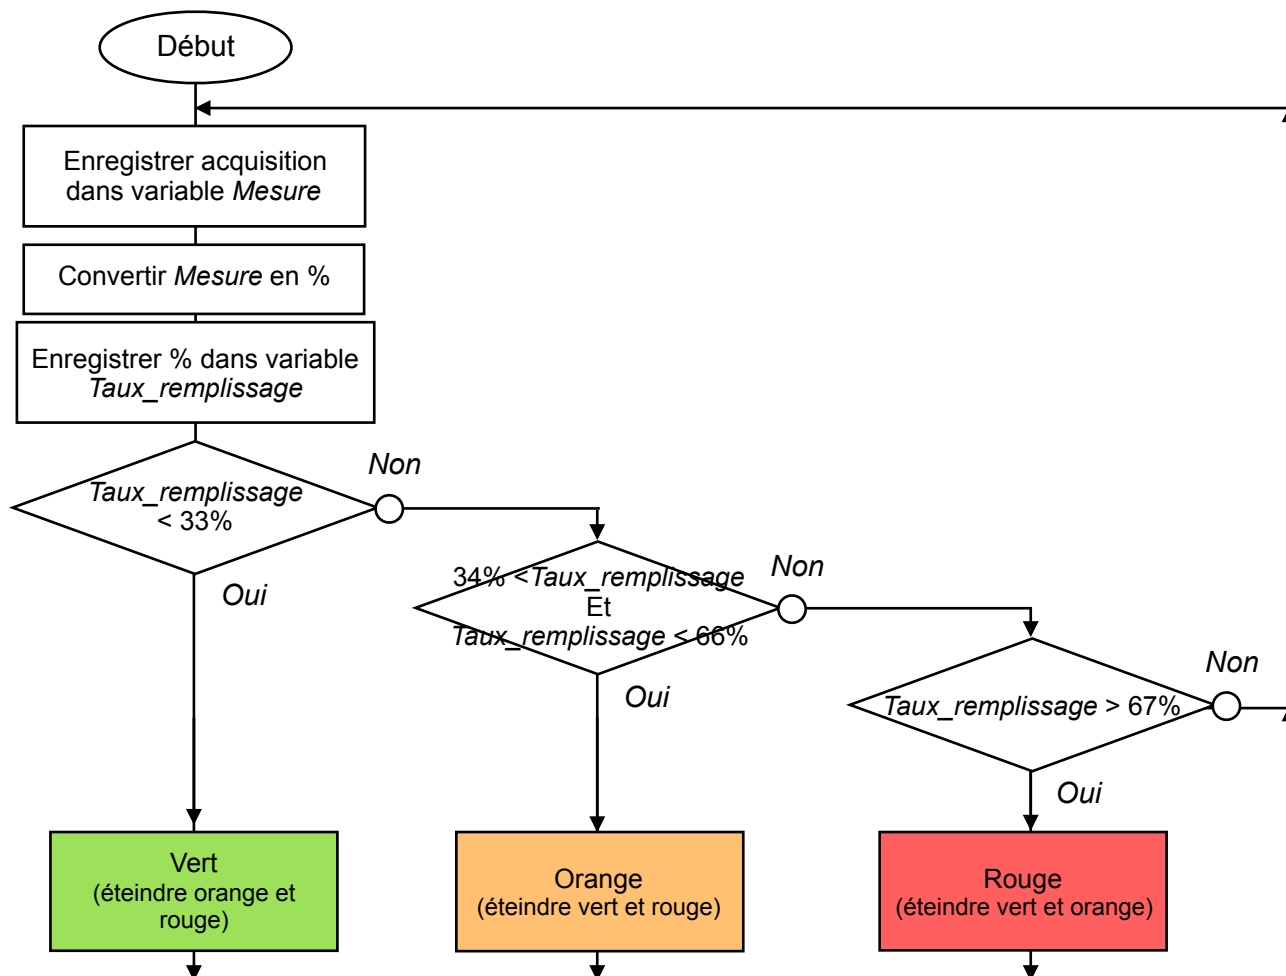 Début
Enregistrer acquisition
dans variable Mesure
Convertir Mesure en %
Enregistrer % dans variable
Taux_remplissage
Taux_remplissage
< 33%
Non
Oui
34% <Taux_remplissage
Et
Taux_remplissage < 66%
Non
Oui
Taux_remplissage > 67%
Non
Oui
Vert
(éteindre orange et
rouge)
Orange
(éteindre vert et rouge)
Rouge
(éteindre vert et orange)